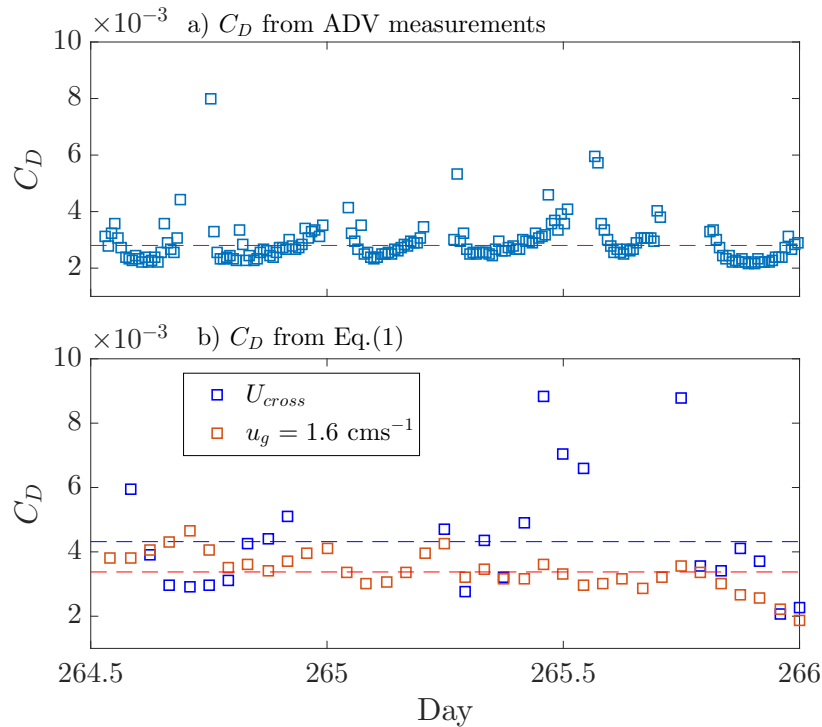 ×10⁻³ a) C_D from ADV measurements
10
8
6
4
2
C_D
×10⁻³ b) C_D from Eq.(1)
10
8
6
4
2
C_D
U_cross
u_g = 1.6 cms⁻¹
264.5 265 265.5 266
Day